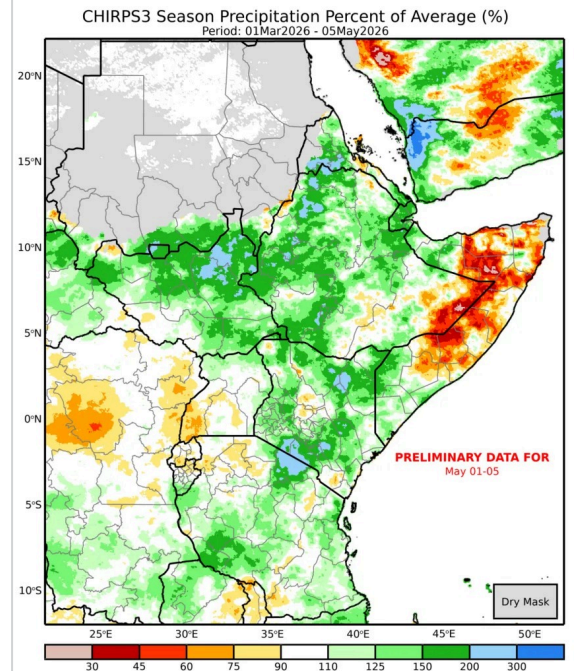 CHIRPS3 Season Precipitation Percent of Average (%)
Period: 01Mar2026 - 05May2026
20°N
15°N
10°N
5°N
0°N
5°S
10°S
PRELIMINARY DATA FOR
May 01-05
Dry Mask
25°E 30°E 35°E 40°E 45°E 50°E
30 45 60 75 90 110 125 150 200 300